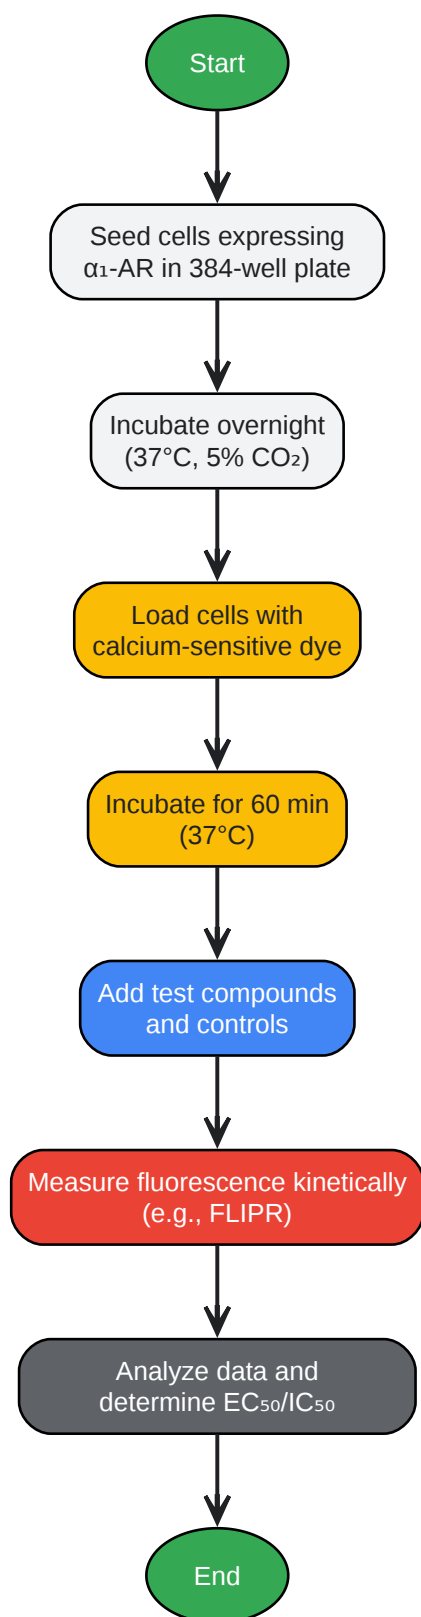 Start
Seed cells expressing
α₁-AR in 384-well plate
Incubate overnight
(37°C, 5% CO₂)
Load cells with
calcium-sensitive dye
Incubate for 60 min
(37°C)
Add test compounds
and controls
Measure fluorescence kinetically
(e.g., FLIPR)
Analyze data and
determine EC₅₀/IC₅₀
End